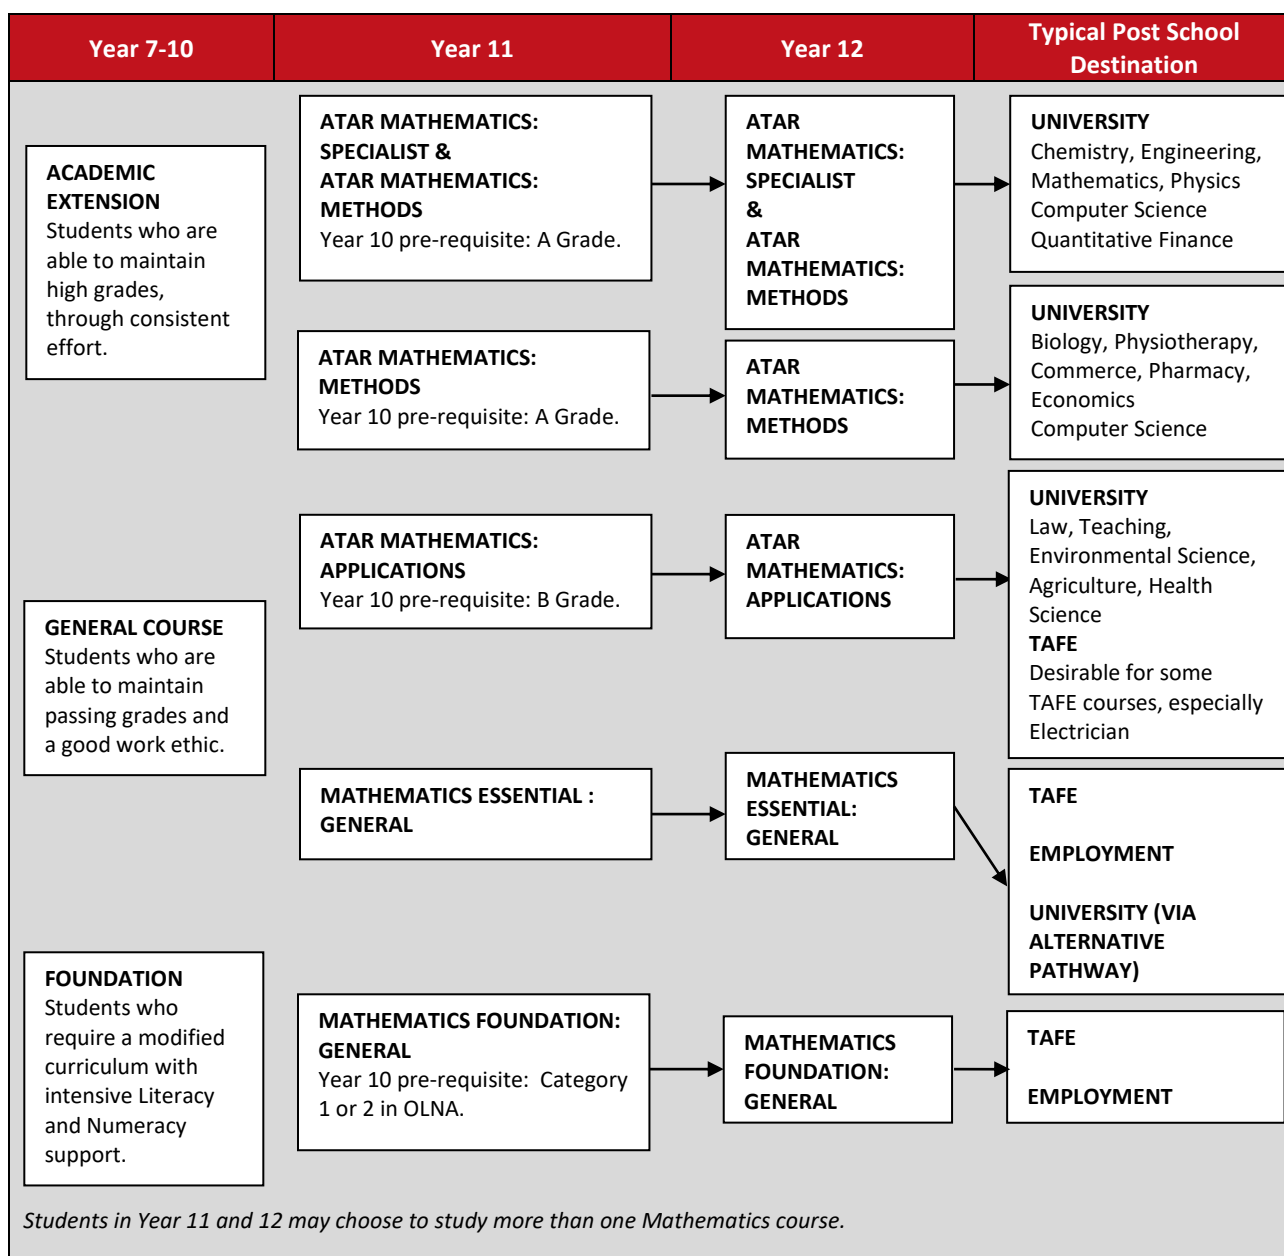 Year 7-10
Year 11
Year 12
Typical Post School
Destination
ACADEMIC
EXTENSION
Students who are
able to maintain
high grades,
through consistent
effort.
ATAR MATHEMATICS:
SPECIALIST &
ATAR MATHEMATICS:
METHODS
Year 10 pre-requisite: A Grade.
ATAR
MATHEMATICS:
SPECIALIST
&
ATAR
MATHEMATICS:
METHODS
UNIVERSITY
Chemistry, Engineering,
Mathematics, Physics
Computer Science
Quantitative Finance
ATAR MATHEMATICS:
METHODS
Year 10 pre-requisite: A Grade.
ATAR
MATHEMATICS:
METHODS
UNIVERSITY
Biology, Physiotherapy,
Commerce, Pharmacy,
Economics
Computer Science
GENERAL COURSE
Students who are
able to maintain
passing grades and
a good work ethic.
ATAR MATHEMATICS:
APPLICATIONS
Year 10 pre-requisite: B Grade.
ATAR
MATHEMATICS:
APPLICATIONS
UNIVERSITY
Law, Teaching,
Environmental Science,
Agriculture, Health
Science
TAFE
Desirable for some
TAFE courses, especially
Electrician
MATHEMATICS ESSENTIAL :
GENERAL
MATHEMATICS
ESSENTIAL:
GENERAL
TAFE
EMPLOYMENT
UNIVERSITY (VIA
ALTERNATIVE
PATHWAY)
FOUNDATION
Students who
require a modified
curriculum with
intensive Literacy
and Numeracy
support.
MATHEMATICS FOUNDATION:
GENERAL
Year 10 pre-requisite:  Category
1 or 2 in OLNA.
MATHEMATICS
FOUNDATION:
GENERAL
TAFE
EMPLOYMENT
Students in Year 11 and 12 may choose to study more than one Mathematics course.